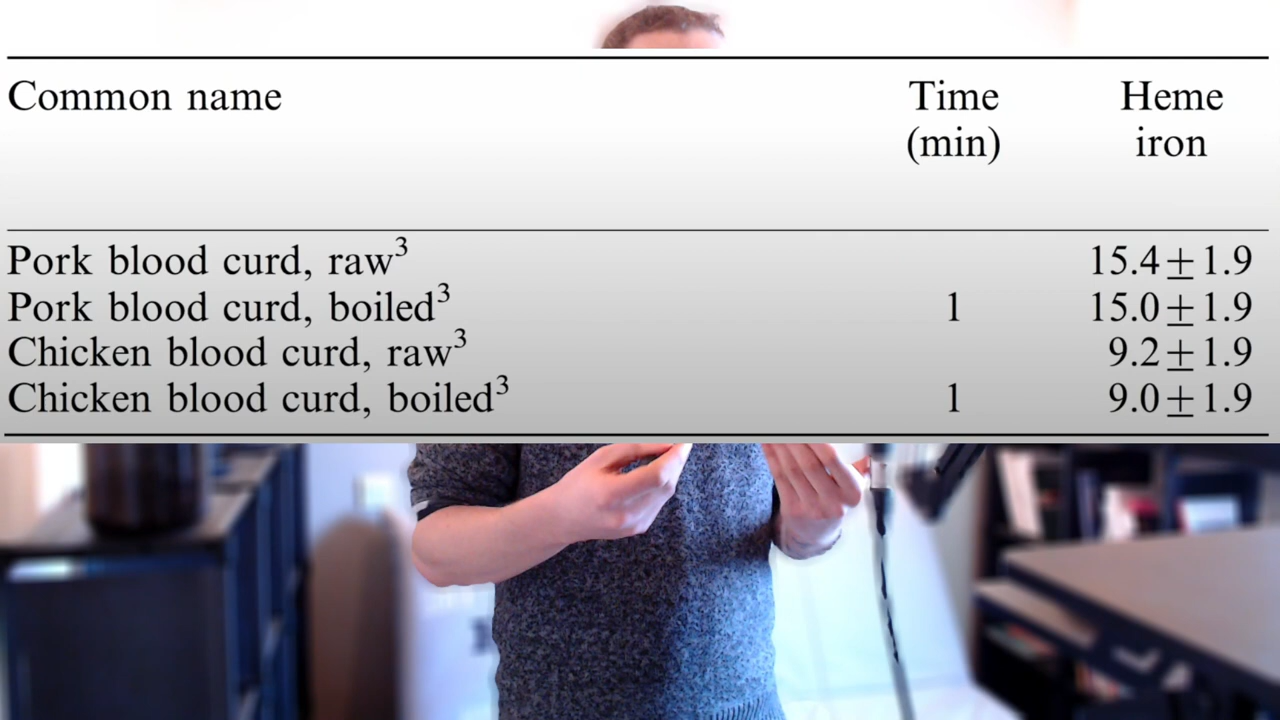 Common name Time Heme
(min) iron
Pork blood curd, raw³ 15.4±1.9
Pork blood curd, boiled³ 1 15.0±1.9
Chicken blood curd, raw³ 9.2±1.9
Chicken blood curd, boiled³ 1 9.0±1.9